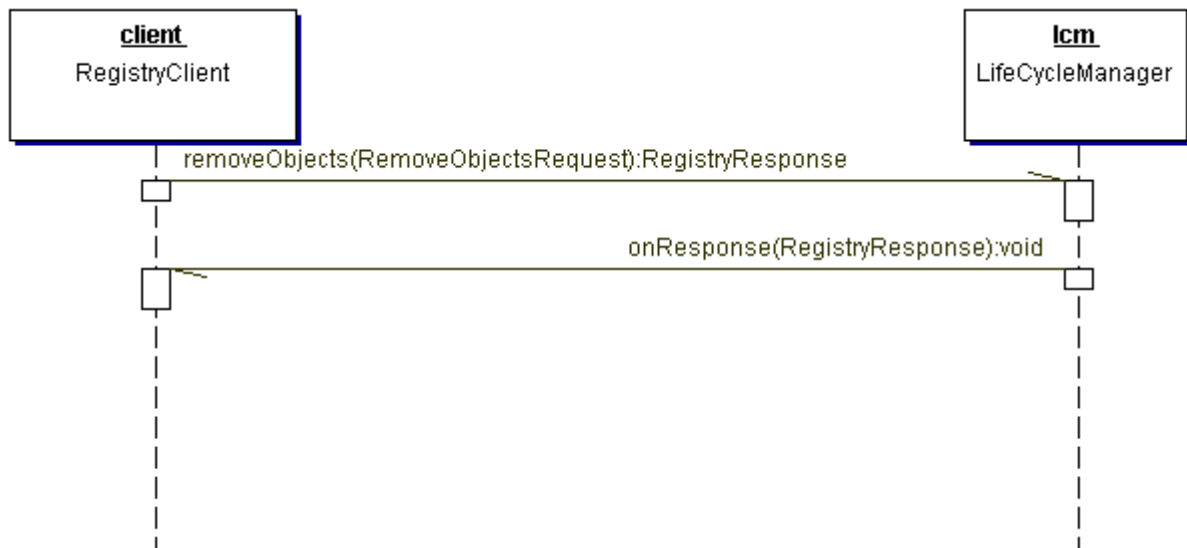 client
RegistryClient
lcm
LifeCycleManager
removeObjects(RemoveObjectsRequest):RegistryResponse
onResponse(RegistryResponse):void